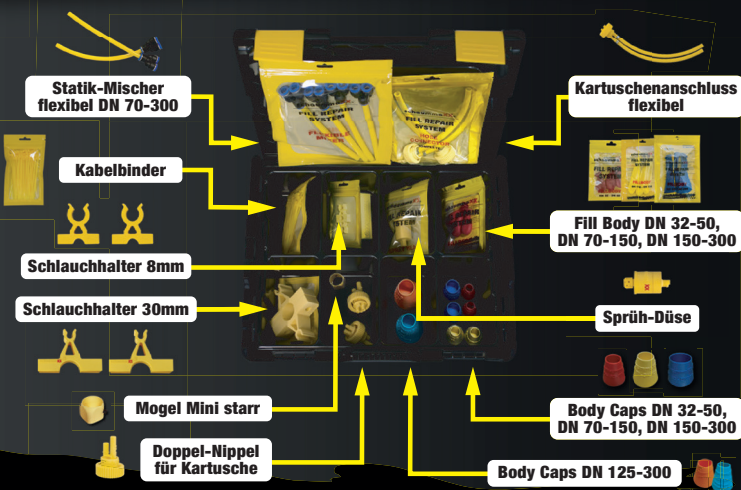 Statik-Mischer
flexibel DN 70-300
Kartuschenanschluss
flexibel
FILL REPAIR
SYSTEM
FLEXIBLE
FILL REPAIR
SYSTEM
HOSE
CONNECTOR
Kabelbinder
Fill Body DN 32-50,
DN 70-150, DN 150-300
Schlauchhalter 8mm
Schlauchhalter 30mm
Sprüh-Düse
Mogel Mini starr
Body Caps DN 32-50,
DN 70-150, DN 150-300
Doppel-Nippel
für Kartusche
Body Caps DN 125-300